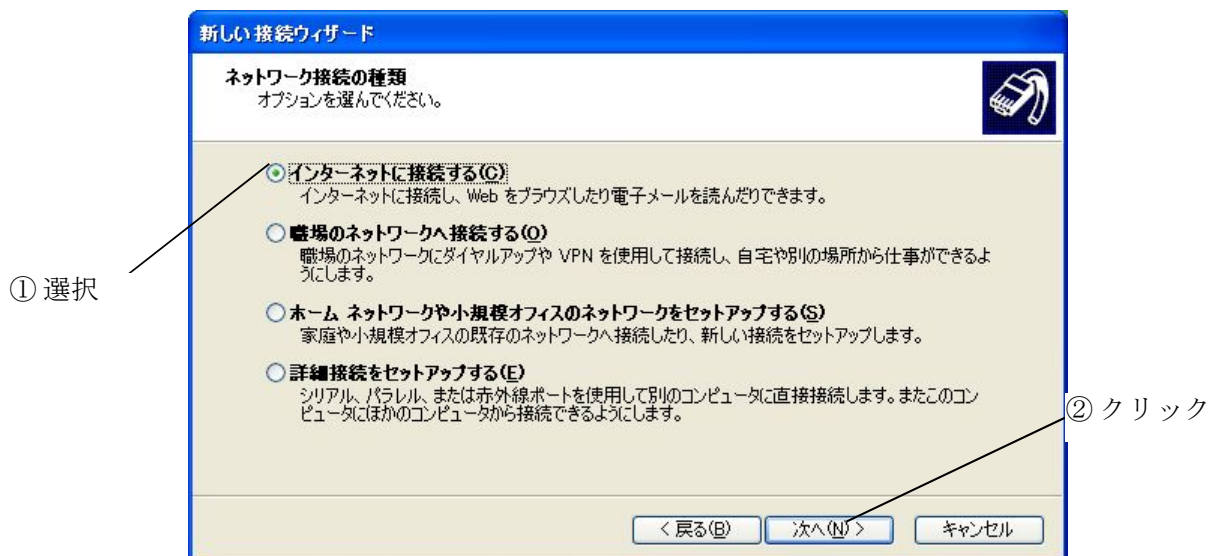 新しい接続ウィザード
ネットワーク接続の種類
オプションを選んでください。
インターネットに接続する(C)
インターネットに接続し、Web をブラウズしたり電子メールを読んだりできます。
職場のネットワークへ接続する(O)
職場のネットワークにダイヤルアップや VPN を使用して接続し、自宅や別の場所から仕事ができるよ
うにします。
① 選択
ホーム ネットワークや小規模オフィスのネットワークをセットアップする(S)
家庭や小規模オフィスの既存のネットワークへ接続したり、新しい接続をセットアップします。
詳細接続をセットアップする(E)
シリアル、パラレル、または赤外線ポートを使用して別のコンピュータに直接接続します。またこのコン
ピュータにほかのコンピュータから接続できるようにします。
② クリック
< 戻る(B)
次へ(N) >
キャンセル